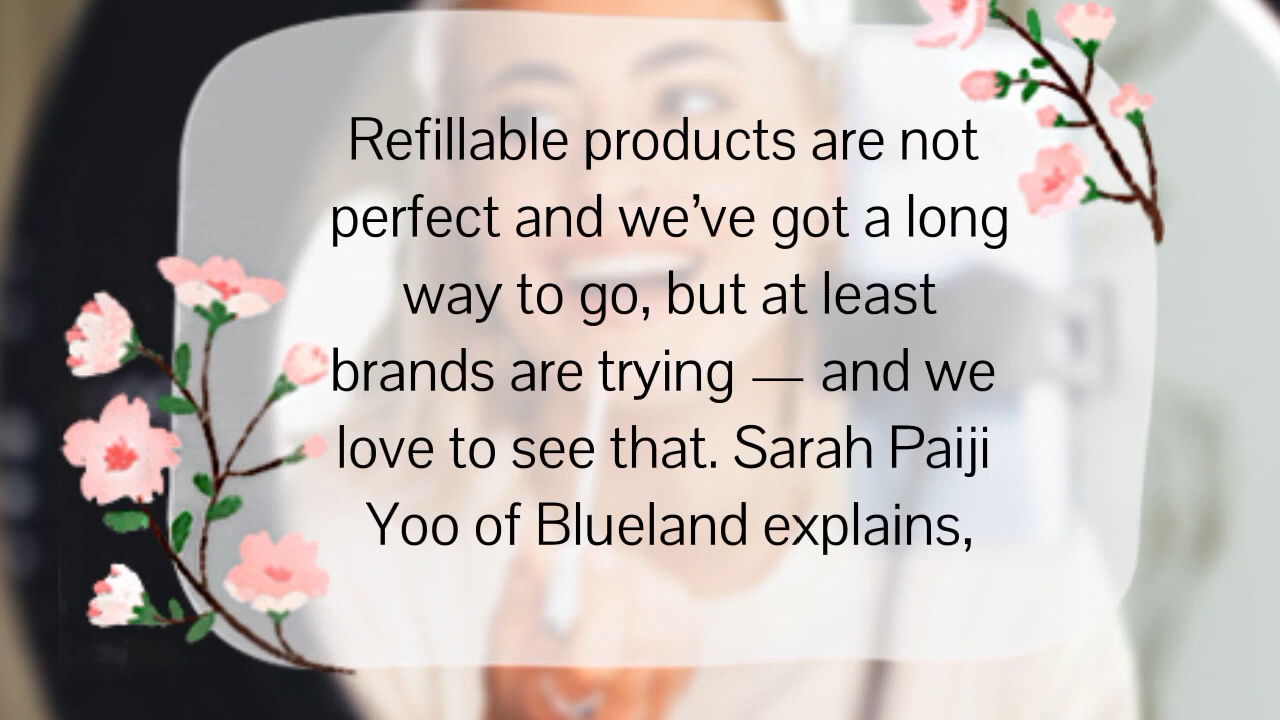 Refillable products are not
perfect and we’ve got a long
way to go, but at least
brands are trying — and we
love to see that. Sarah Paiji
Yoo of Blueland explains,